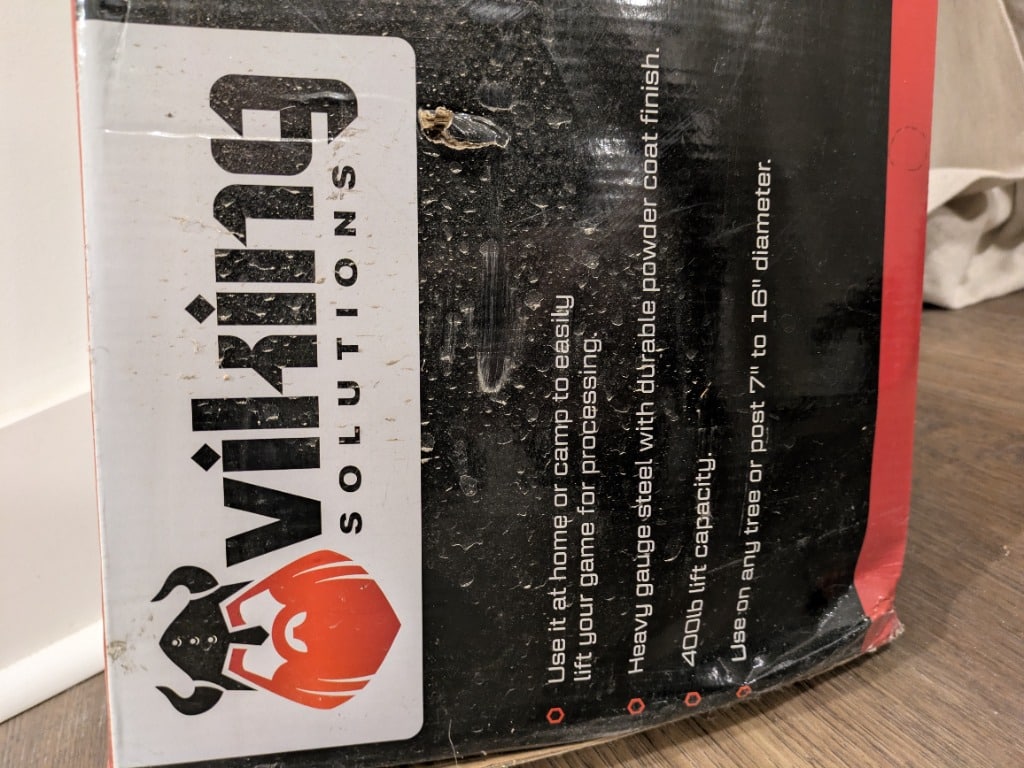 viking
SOLUTIONS
Use it at home or camp to easily
lift your game for processing.
Heavy gauge steel with durable powder coat finish.
400lb lift capacity.
Use on any tree or post 7" to 16" diameter.